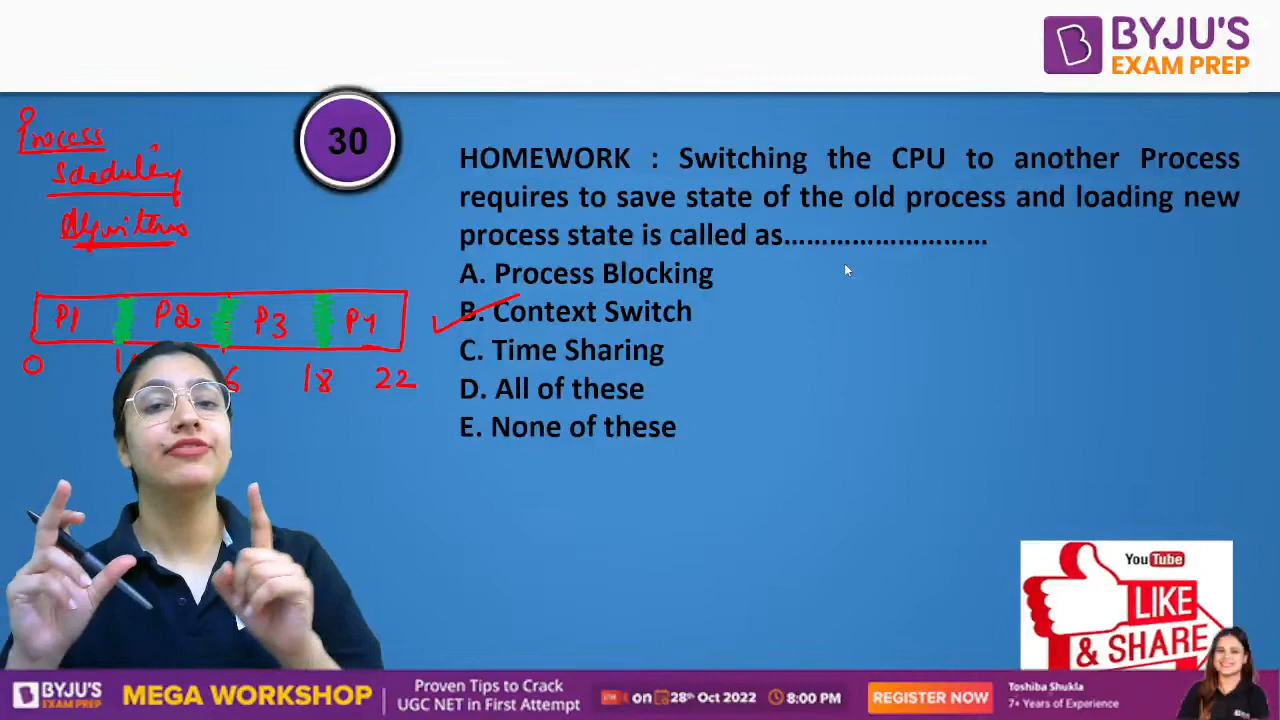 BYJU'S
EXAM PREP
Process
Scheduling
Algorithms
30
HOMEWORK : Switching the CPU to another Process
requires to save state of the old process and loading new
process state is called as...........................
A. Process Blocking
B. Context Switch
C. Time Sharing
D. All of these
E. None of these
P1 P2 P3 P4
0 6 18 22
YouTube
LIKE
& SHARE
BYJU'S
EXAM PREP
MEGA WORKSHOP
Proven Tips to Crack
UGC NET in First Attempt
on 28th Oct 2022 8:00 PM
REGISTER NOW
Toshiba Shukla
7+ Years of Experience